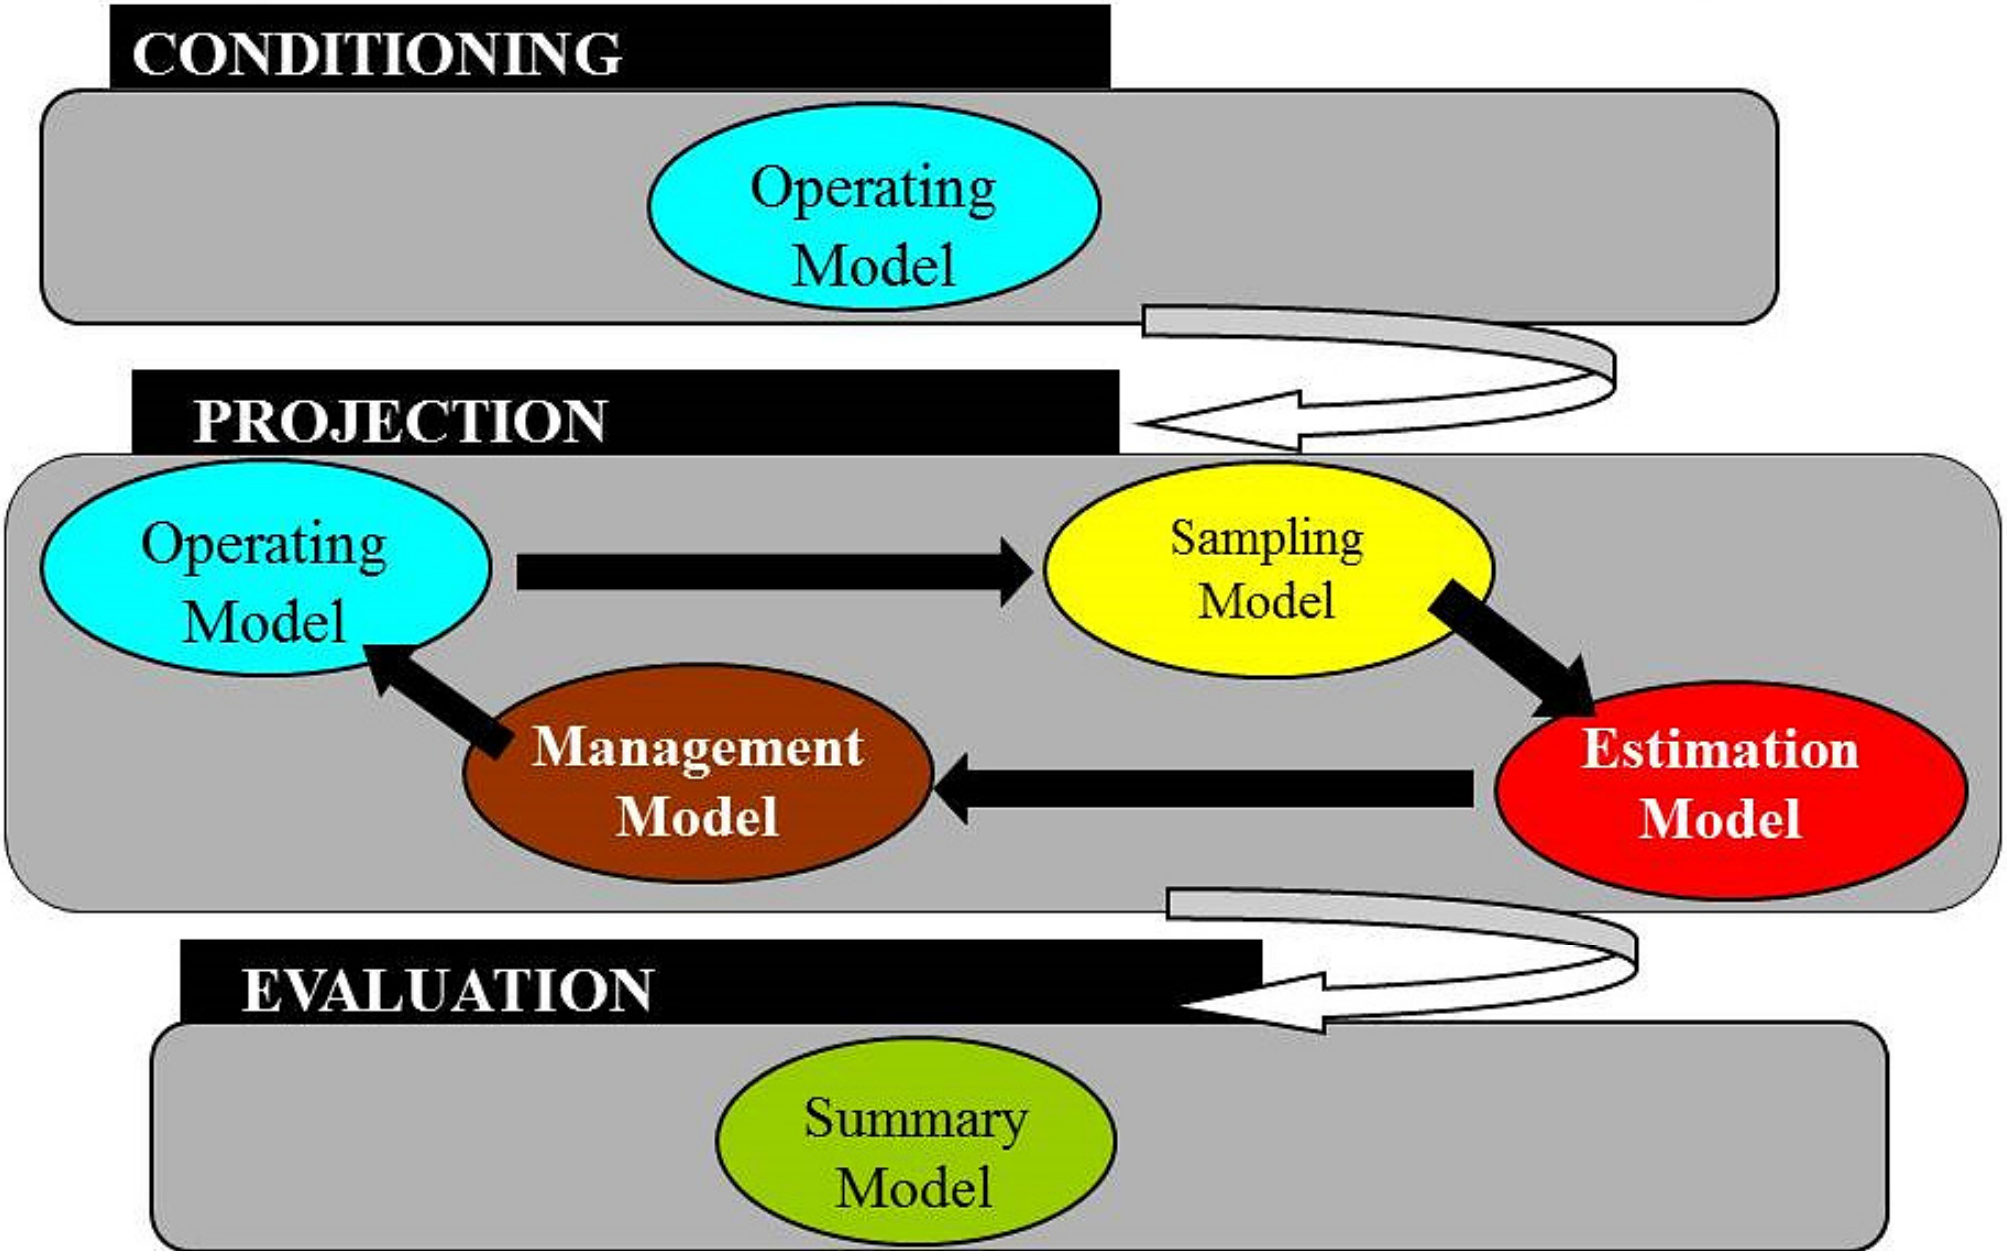 CONDITIONING
Operating
Model
PROJECTION
Operating
Model
Sampling
Model
Management
Model
Estimation
Model
EVALUATION
Summary
Model